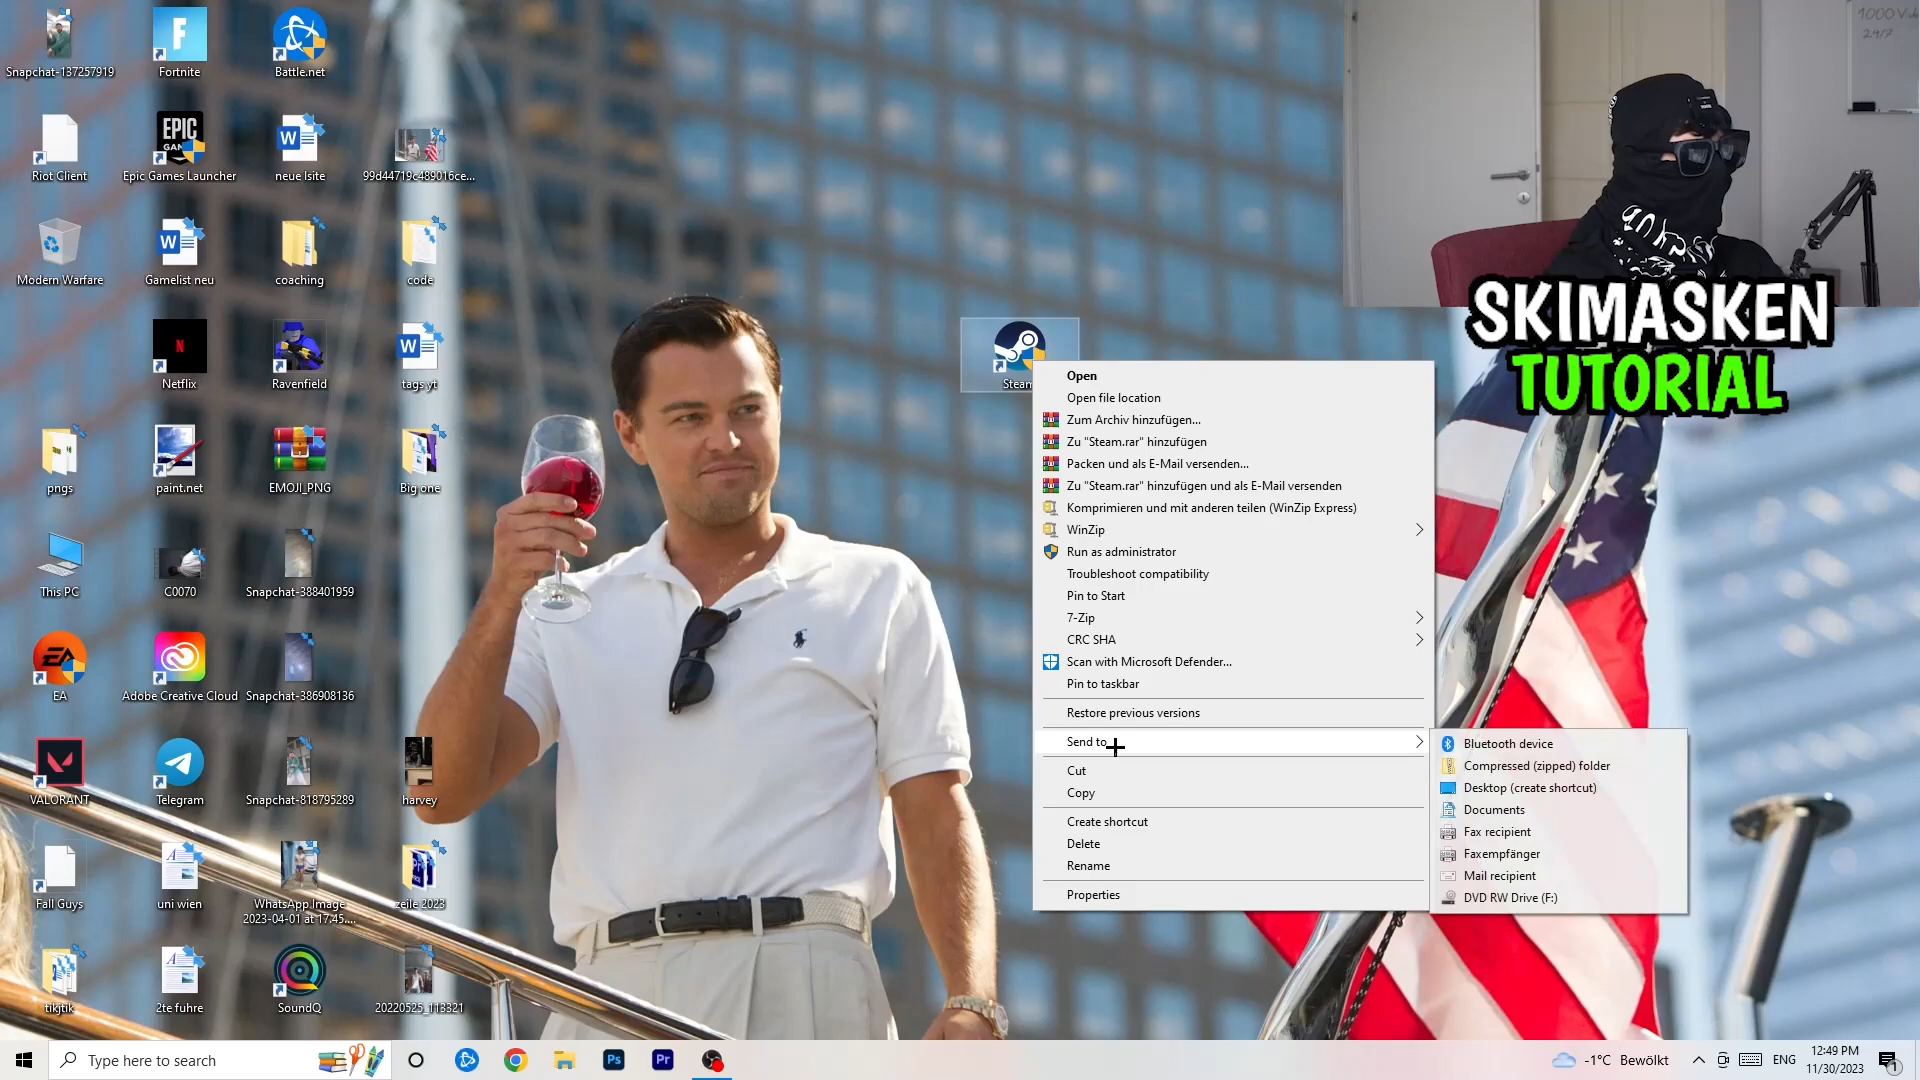 Snapchat-137257919
Fortnite
Battle.net
Riot Client
EPIC
Epic Games Launcher
neue lsite
99d44719c489016ce...
Modern Warfare
Gamelist neu
coaching
code
Netflix
Ravenfield
tags yt
pngs
paint.net
EMOJI_PNG
Big one
This PC
C0070
Snapchat-388401959
EA
Adobe Creative Cloud
Snapchat-386908136
VALORANT
Telegram
Snapchat-818795289
harvey
Fall Guys
uni wien
WhatsApp Image
2023-04-01 at 17.45....
zeile 2023
tikjtik
2te fuhre
SoundQ
20220525_113321
Steam
Open
Open file location
Zum Archiv hinzufügen...
Zu "Steam.rar" hinzufügen
Packen und als E-Mail versenden...
Zu "Steam.rar" hinzufügen und als E-Mail versenden
Komprimieren und mit anderen teilen (WinZip Express)
WinZip
Run as administrator
Troubleshoot compatibility
Pin to Start
7-Zip
CRC SHA
Scan with Microsoft Defender...
Pin to taskbar
Restore previous versions
Send to
Cut
Copy
Create shortcut
Delete
Rename
Properties
Bluetooth device
Compressed (zipped) folder
Desktop (create shortcut)
Documents
Fax recipient
Faxempfänger
Mail recipient
DVD RW Drive (F:)
1000
24/7
SKIMASKEN
TUTORIAL
Type here to search
Ps
Pr
-1°C Bewölkt
ENG
12:49 PM
11/30/2023
1